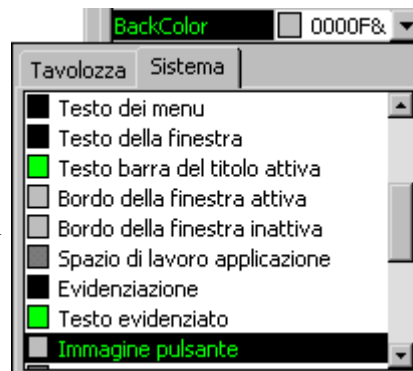 BackColor 0000F&
Tavolozza Sistema
Testo dei menu
Testo della finestra
Testo barra del titolo attiva
Bordo della finestra attiva
Bordo della finestra inattiva
Spazio di lavoro applicazione
Evidenziazione
Testo evidenziato
Immagine pulsante